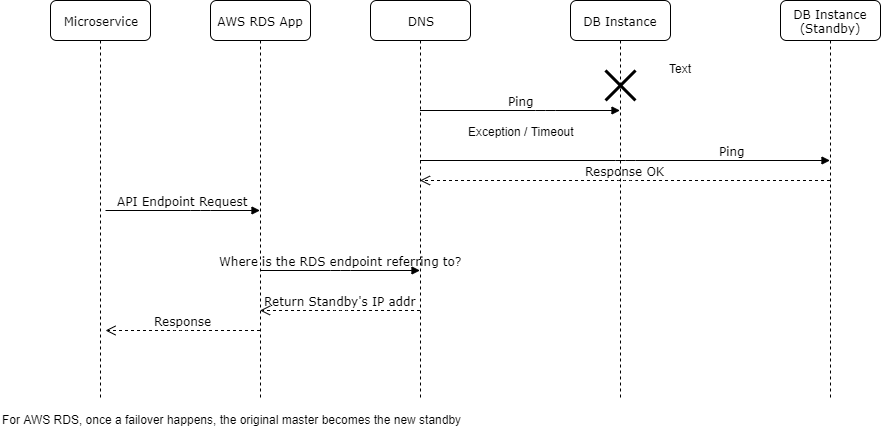 Microservice
AWS RDS App
DNS
DB Instance
DB Instance
(Standby)
Text
Ping
Exception / Timeout
Ping
Response OK
API Endpoint Request
Where is the RDS endpoint referring to?
Return Standby's IP addr
Response
For AWS RDS, once a failover happens, the original master becomes the new standby